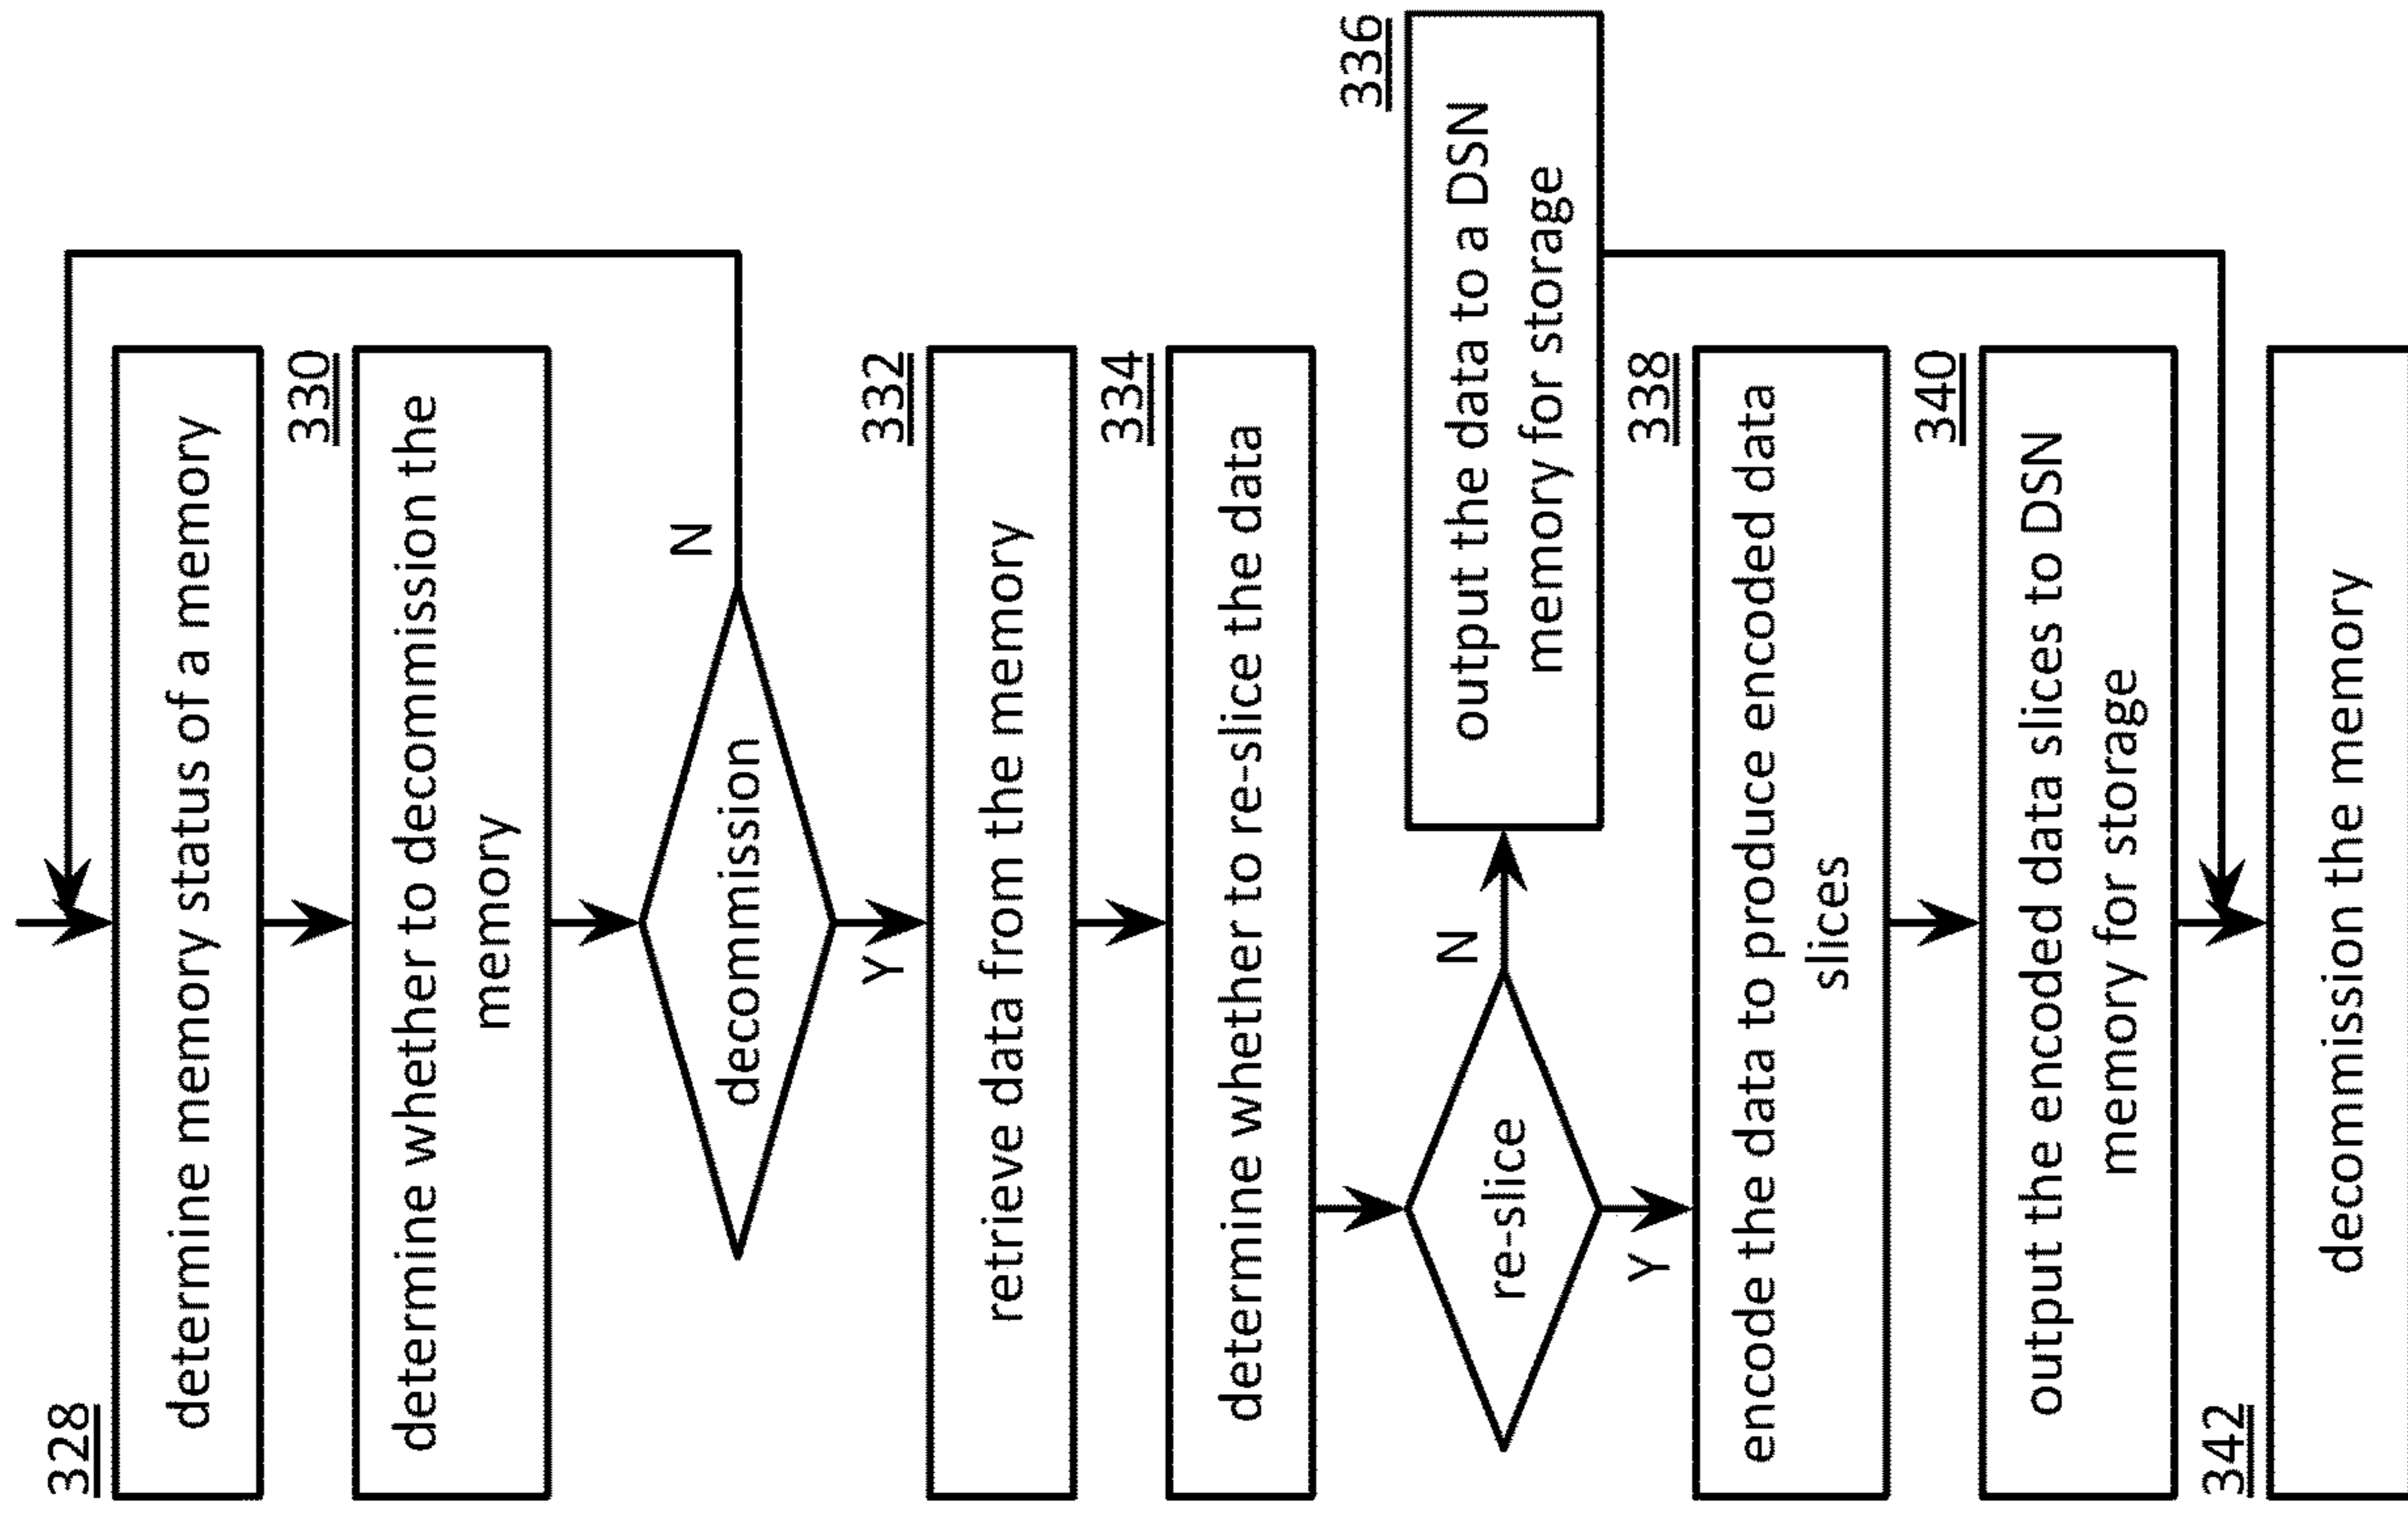 328
determine memory status of a memory
330
determine whether to decommission the
memory
decommission
N
Y
332
retrieve data from the memory
334
determine whether to re-slice the data
re-slice
N
336
output the data to a DSN
memory for storage
Y
338
encode the data to produce encoded data
slices
340
output the encoded data slices to DSN
memory for storage
342
decommission the memory